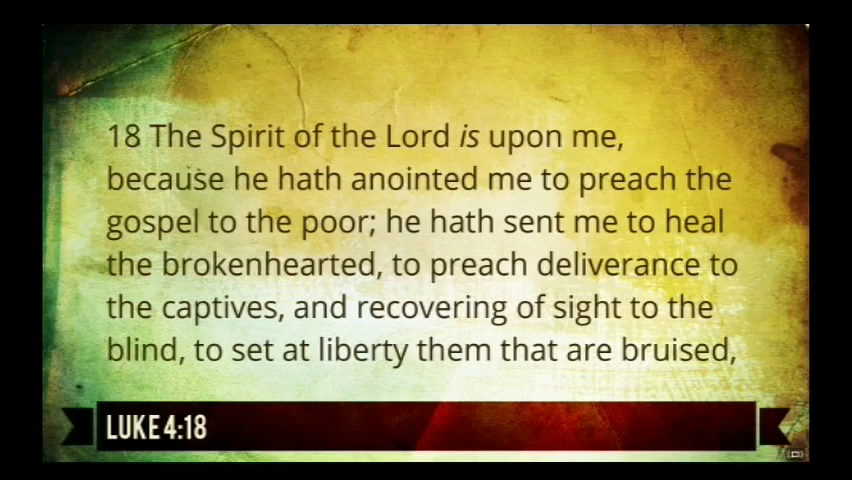 18 The Spirit of the Lord is upon me,
because he hath anointed me to preach the
gospel to the poor; he hath sent me to heal
the brokenhearted, to preach deliverance to
the captives, and recovering of sight to the
blind, to set at liberty them that are bruised,
LUKE 4:18